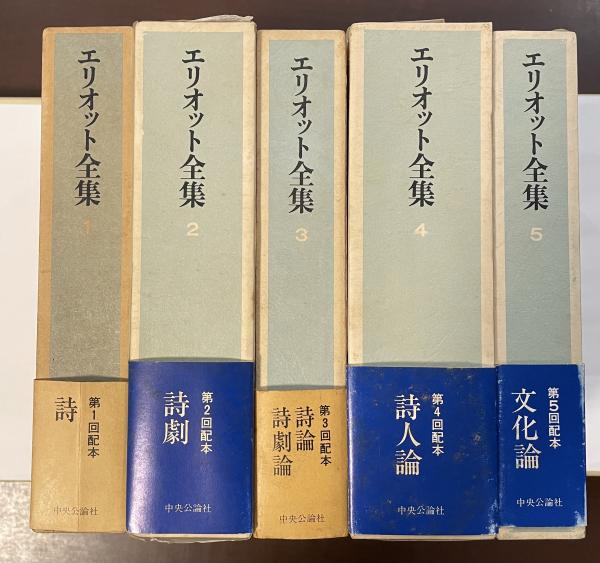 エリオット全集
1
第1回配本
詩
中央公論社
エリオット全集
2
第2回配本
詩劇
中央公論社
エリオット全集
3
第3回配本
詩論
詩劇論
中央公論社
エリオット全集
4
第4回配本
詩人論
中央公論社
エリオット全集
5
第5回配本
文化論
中央公論社